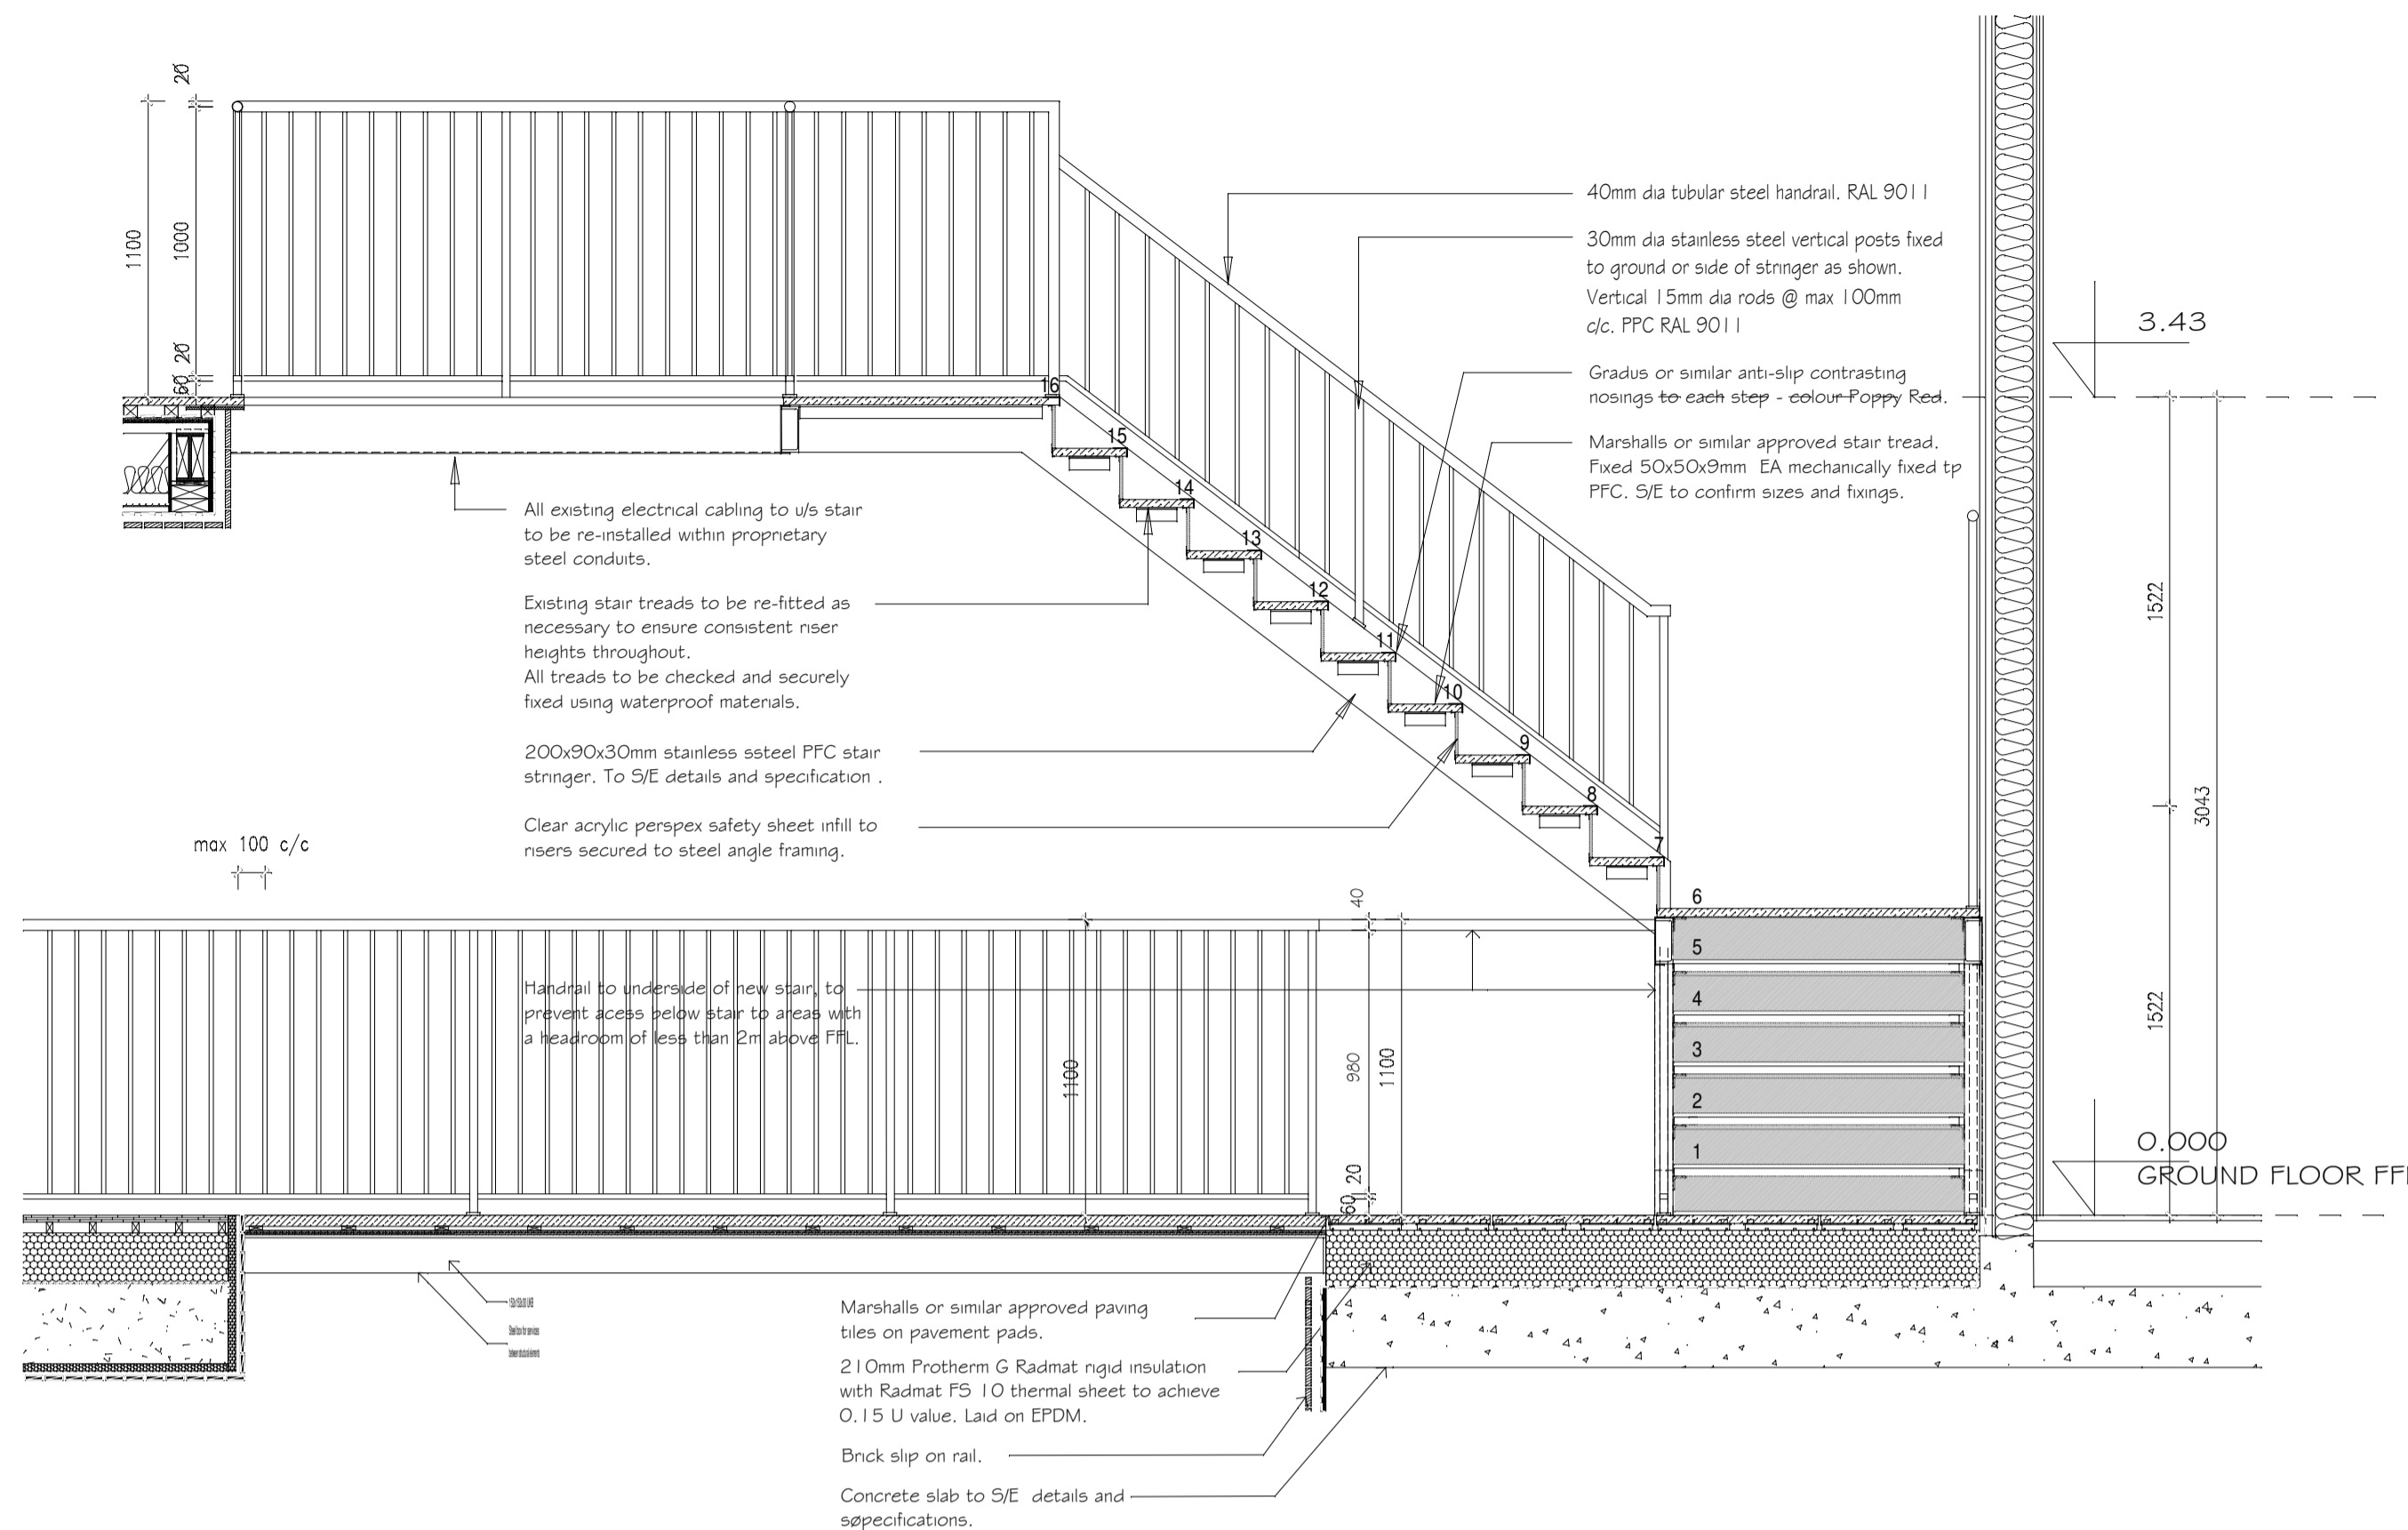 20
1100
1000
20
60
40mm dia tubular steel handrail. RAL 9011
30mm dia stainless steel vertical posts fixed
to ground or side of stringer as shown.
Vertical 15mm dia rods @ max 100mm
c/c. PPC RAL 9011
Gradus or similar anti-slip contrasting
nosings to each step - colour Poppy Red.
Marshalls or similar approved stair tread.
Fixed 50x50x9mm EA mechanically fixed tp
PFC. S/E to confirm sizes and fixings.
3.43
16
15
14
13
12
11
10
9
8
7
6
5
4
3
2
1
All existing electrical cabling to u/s stair
to be re-installed within proprietary
steel conduits.
Existing stair treads to be re-fitted as
necessary to ensure consistent riser
heights throughout.
All treads to be checked and securely
fixed using waterproof materials.
200x90x30mm stainless ssteel PFC stair
stringer. To S/E details and specification .
Clear acrylic perspex safety sheet infill to
risers secured to steel angle framing.
max 100 c/c
Handrail to underside of new stair, to
prevent acess below stair to areas with
a headroom of less than 2m above FFL.
1100
40
980
1100
20
60
1522
3043
1522
0.000
GROUND FLOOR FF
Steel box for services
between structural elements
Marshalls or similar approved paving
tiles on pavement pads.
210mm Protherm G Radmat rigid insulation
with Radmat FS 10 thermal sheet to achieve
0.15 U value. Laid on EPDM.
Brick slip on rail.
Concrete slab to S/E details and
søpecifications.